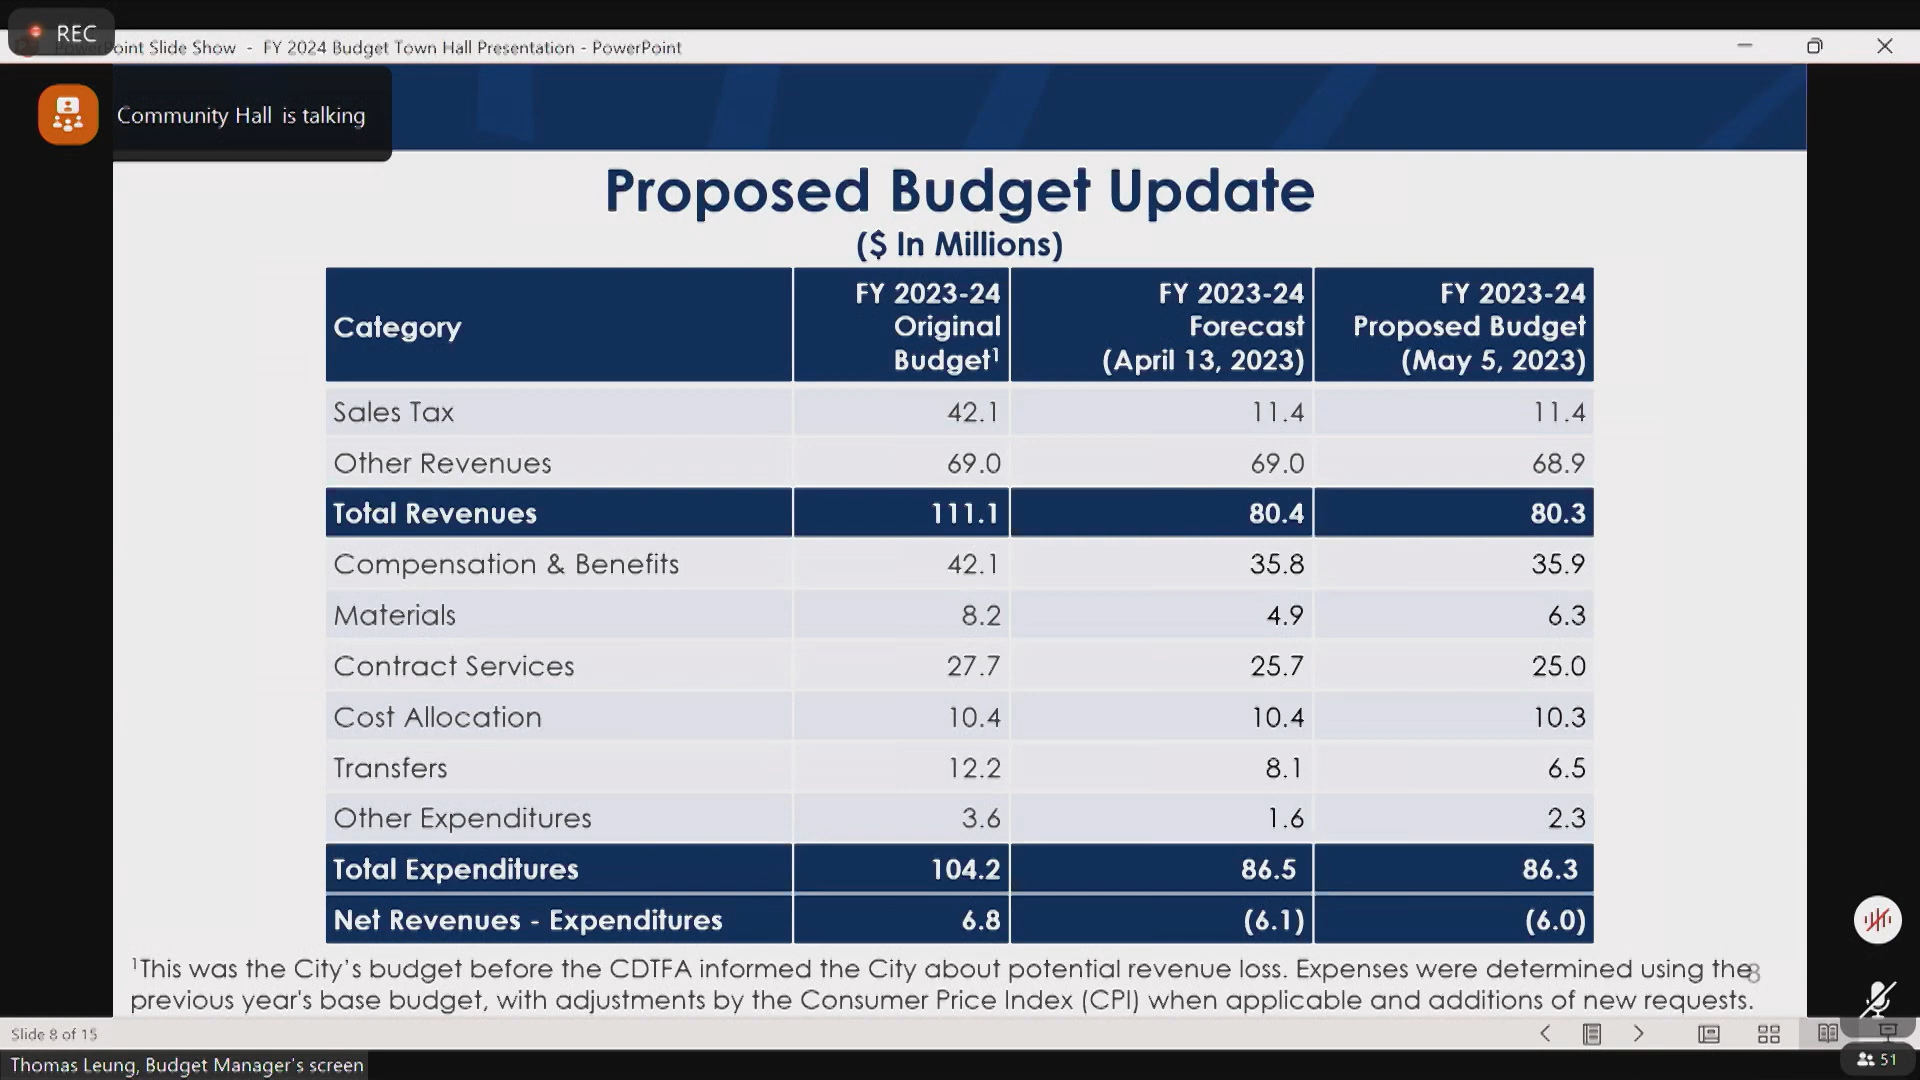 REC
Point Slide Show - FY 2024 Budget Town Hall Presentation - PowerPoint
Community Hall is talking
Proposed Budget Update
($ In Millions)
Category
FY 2023-24
Original
Budget¹
FY 2023-24
Forecast
(April 13, 2023)
FY 2023-24
Proposed Budget
(May 5, 2023)
Sales Tax 42.1 11.4 11.4
Other Revenues 69.0 69.0 68.9
Total Revenues 111.1 80.4 80.3
Compensation & Benefits 42.1 35.8 35.9
Materials 8.2 4.9 6.3
Contract Services 27.7 25.7 25.0
Cost Allocation 10.4 10.4 10.3
Transfers 12.2 8.1 6.5
Other Expenditures 3.6 1.6 2.3
Total Expenditures 104.2 86.5 86.3
Net Revenues - Expenditures 6.8 (6.1) (6.0)
¹This was the City's budget before the CDTFA informed the City about potential revenue loss. Expenses were determined using the
8
previous year's base budget, with adjustments by the Consumer Price Index (CPI) when applicable and additions of new requests.
Slide 8 of 15
Thomas Leung, Budget Manager's screen
51